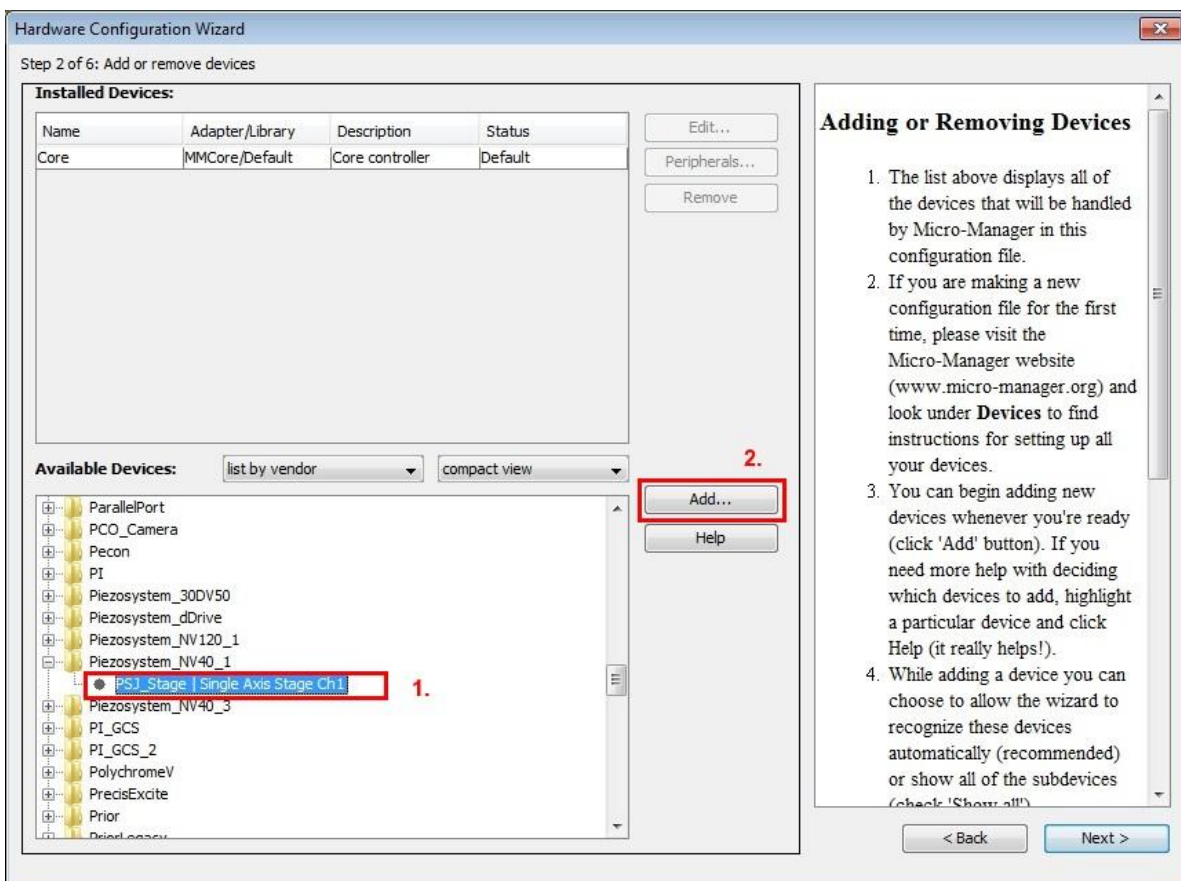 Hardware Configuration Wizard
Step 2 of 6: Add or remove devices
Installed Devices:
Name Adapter/Library Description Status
Core MMCore/Default Core controller Default
Edit...
Peripherals...
Remove
Available Devices: list by vendor compact view
2.
Add...
Help
ParallelPort
PCO_Camera
Pecon
PI
Piezosystem_30DV50
Piezosystem_dDrive
Piezosystem_NV120_1
Piezosystem_NV40_1
PSJ_Stage | Single Axis Stage Ch1
1.
Piezosystem_NV40_3
PI_GCS
PI_GCS_2
PolychromeV
PrecisExcite
Prior
PriorLegacy
Adding or Removing Devices
1. The list above displays all of
the devices that will be handled
by Micro-Manager in this
configuration file.
2. If you are making a new
configuration file for the first
time, please visit the
Micro-Manager website
(www.micro-manager.org) and
look under Devices to find
instructions for setting up all
your devices.
3. You can begin adding new
devices whenever you're ready
(click 'Add' button). If you
need more help with deciding
which devices to add, highlight
a particular device and click
Help (it really helps!).
4. While adding a device you can
choose to allow the wizard to
recognize these devices
automatically (recommended)
or show all of the subdevices
(check 'Show all')
< Back
Next >